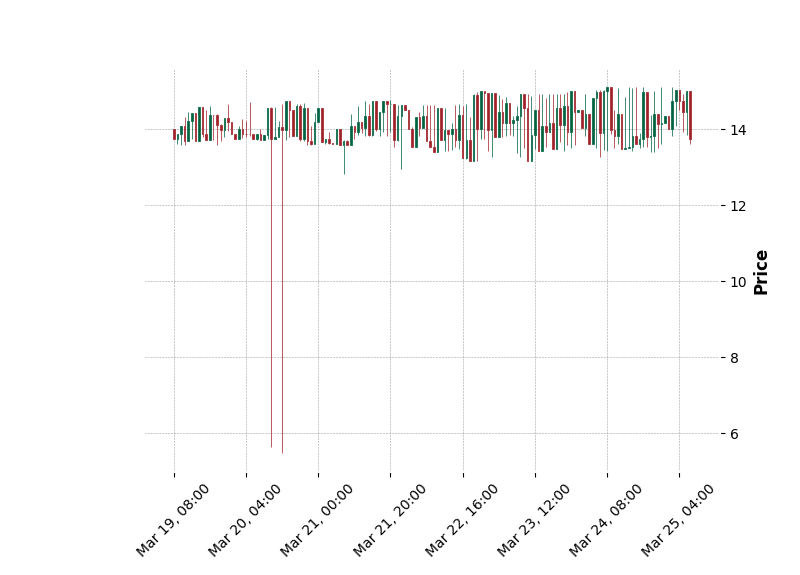 14
12
10
8
6
Price
Mar 19, 08:00
Mar 20, 04:00
Mar 21, 00:00
Mar 21, 20:00
Mar 22, 16:00
Mar 23, 12:00
Mar 24, 08:00
Mar 25, 04:00